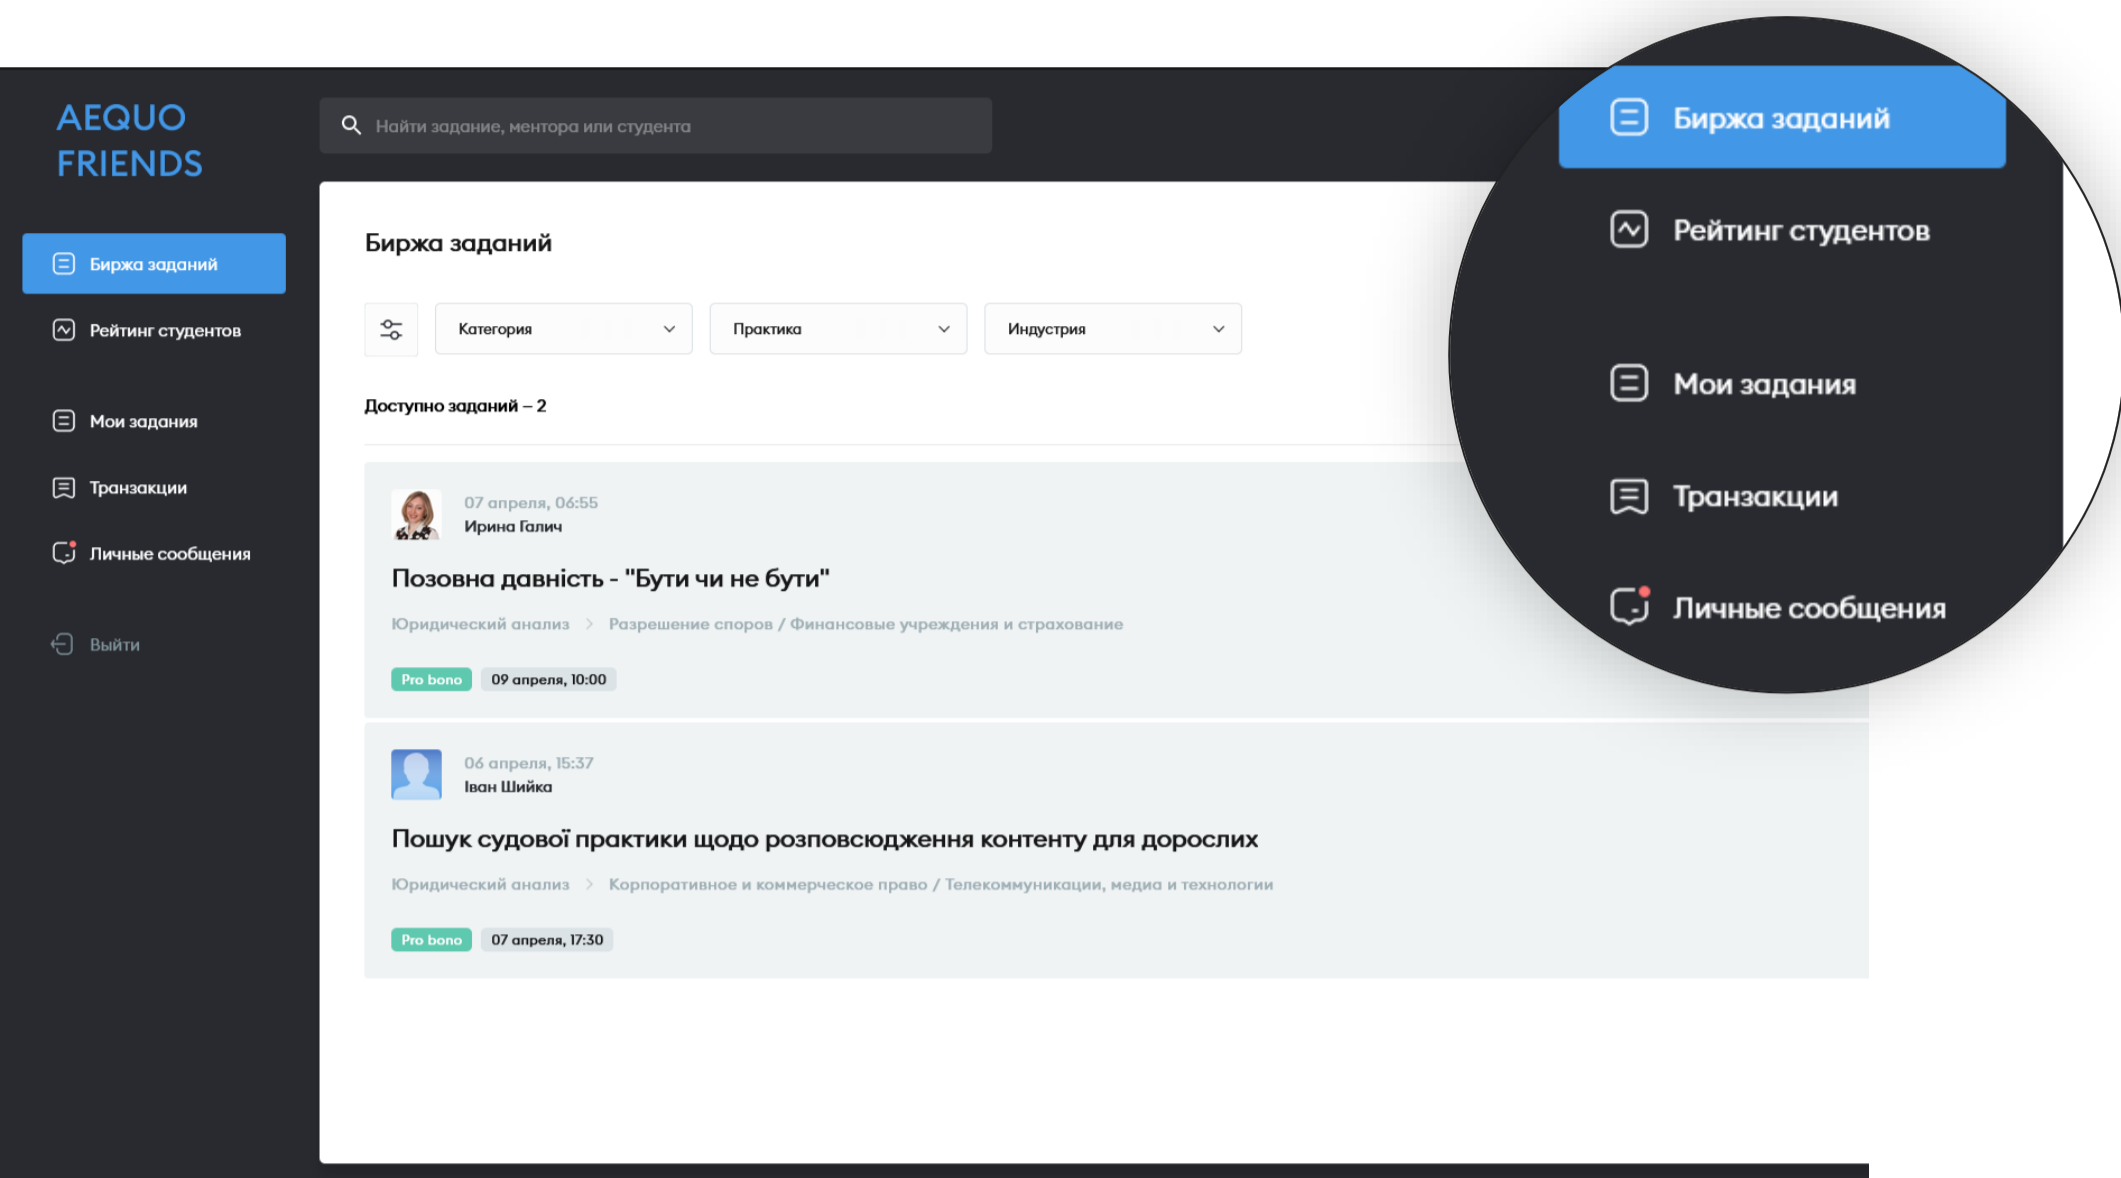 AEQUO
FRIENDS
Найти задание, ментора или студента
Биржа заданий
Рейтинг студентов
Мои задания
Транзакции
Личные сообщения
Выйти
Биржа заданий
Категория
Практика
Индустрия
Доступно заданий – 2
07 апреля, 06:55
Ирина Галич
Позовна давність - "Бути чи не бути"
Юридический анализ > Разрешение споров / Финансовые учреждения и страхование
Pro bono
09 апреля, 10:00
06 апреля, 15:37
Іван Шийка
Пошук судової практики щодо розповсюдження контенту для дорослих
Юридический анализ > Корпоративное и коммерческое право / Телекоммуникации, медиа и технологии
Pro bono
07 апреля, 17:30
Биржа заданий
Рейтинг студентов
Мои задания
Транзакции
Личные сообщения